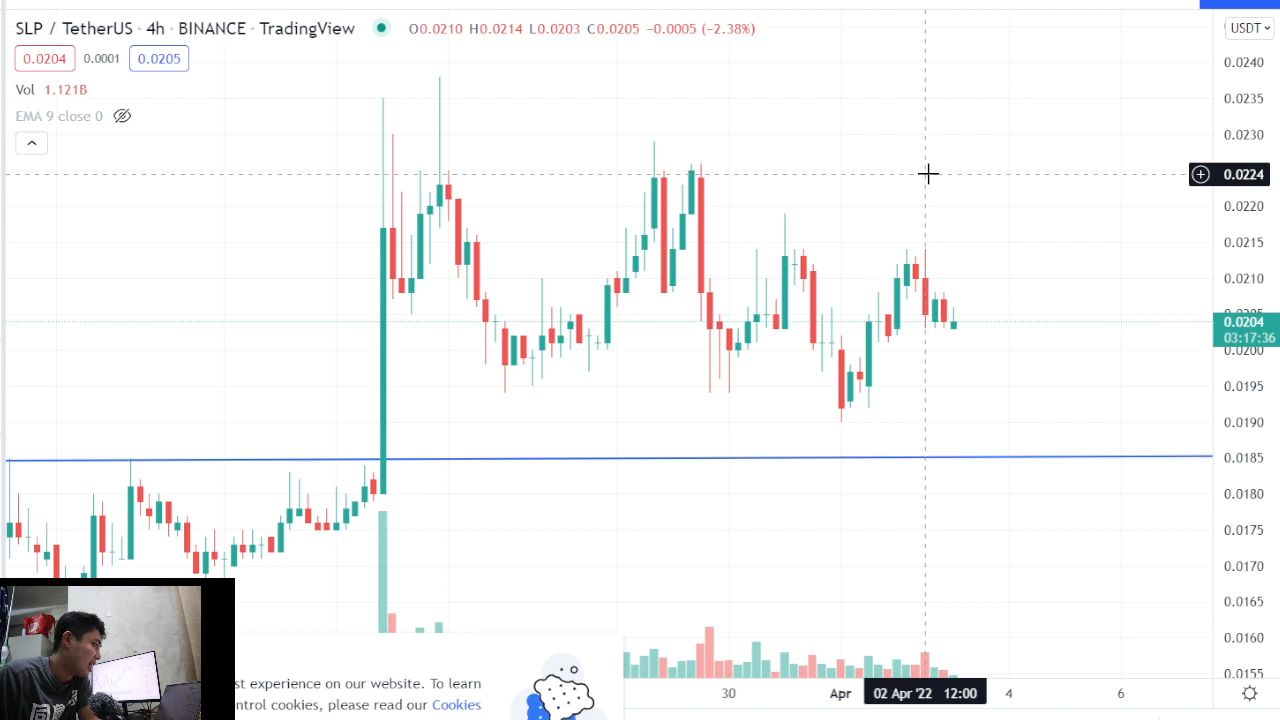 SLP / TetherUS · 4h · BINANCE · TradingView O0.0210 H0.0214 L0.0203 C0.0205 −0.0005 (−2.38%)
USDT
0.0204 0.0001 0.0205
Vol 1.121B
EMA 9 close 0
0.0240
0.0235
0.0230
0.0224
0.0220
0.0215
0.0210
0.0205
0.0204
03:17:36
0.0200
0.0195
0.0190
0.0185
0.0180
0.0175
0.0170
0.0165
0.0160
0.0155
st experience on our website. To learn
ontrol cookies, please read our Cookies
30 Apr 02 Apr '22 12:00 4 6